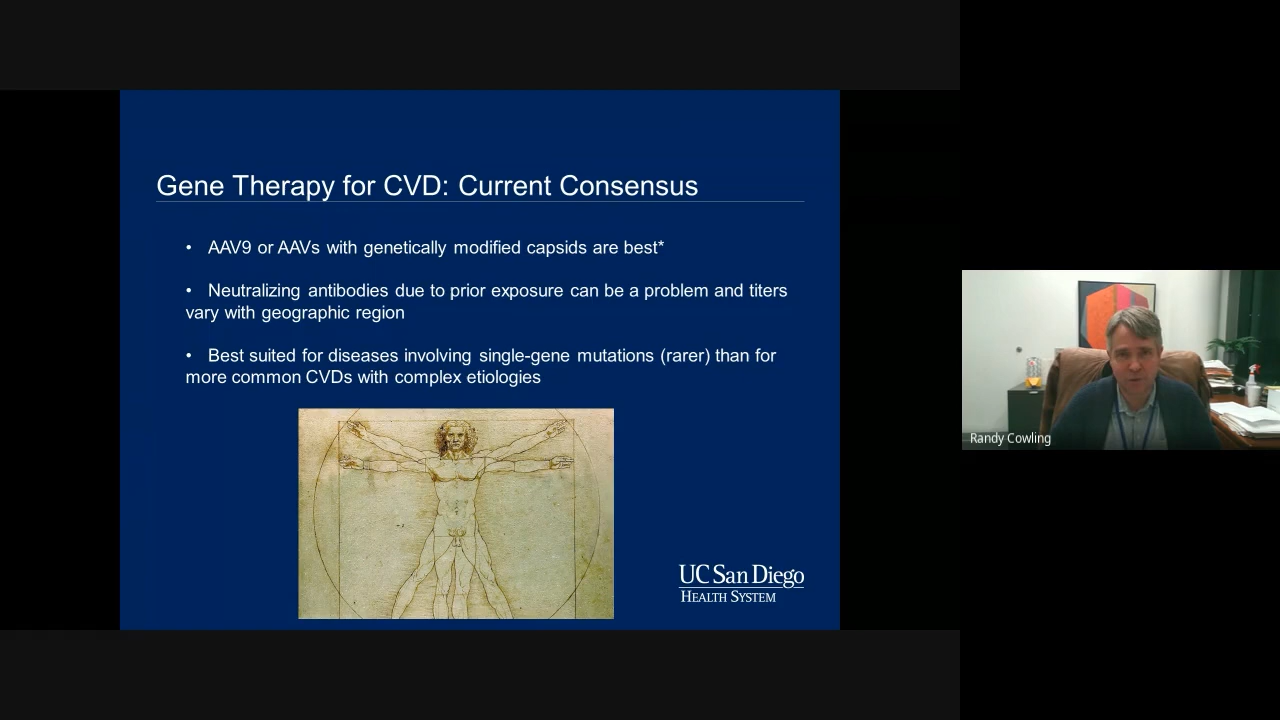 Gene Therapy for CVD: Current Consensus
• AAV9 or AAVs with genetically modified capsids are best*
• Neutralizing antibodies due to prior exposure can be a problem and titers
vary with geographic region
• Best suited for diseases involving single-gene mutations (rarer) than for
more common CVDs with complex etiologies
UC San Diego
HEALTH SYSTEM
Randy Cowling